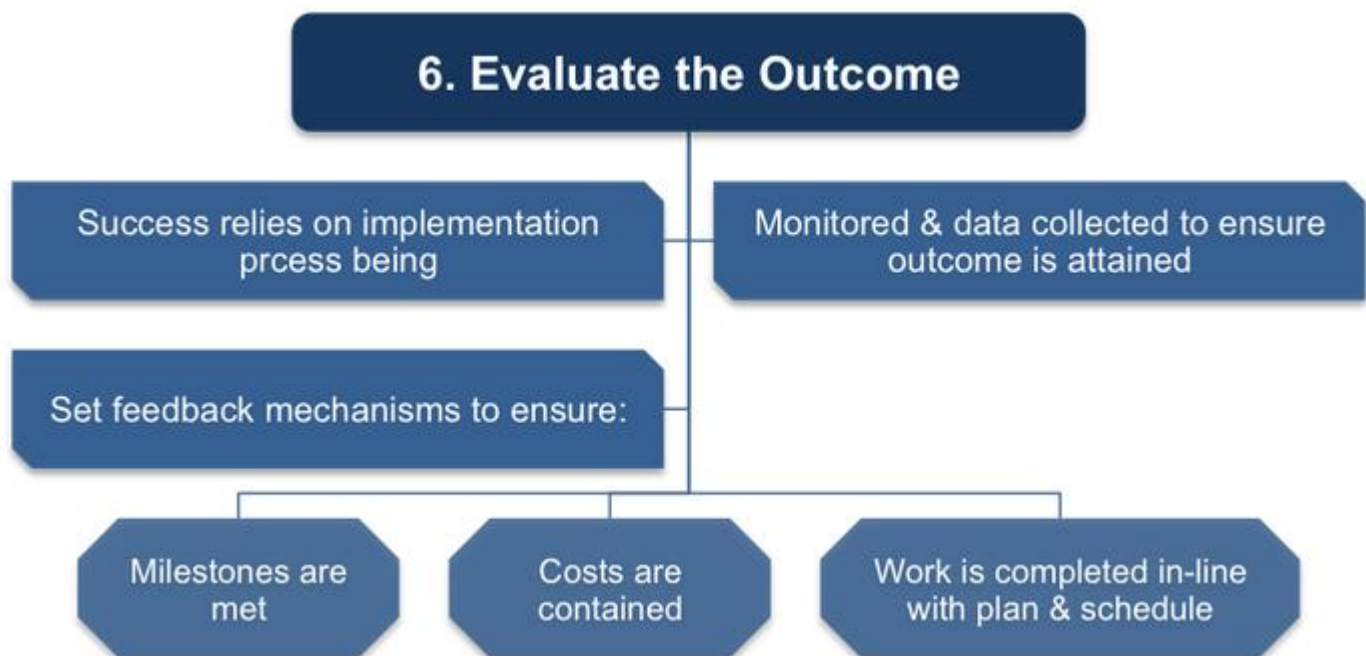 6. Evaluate the Outcome
Success relies on implementation
prcess being
Monitored & data collected to ensure
outcome is attained
Set feedback mechanisms to ensure:
Milestones are
met
Costs are
contained
Work is completed in-line
with plan & schedule